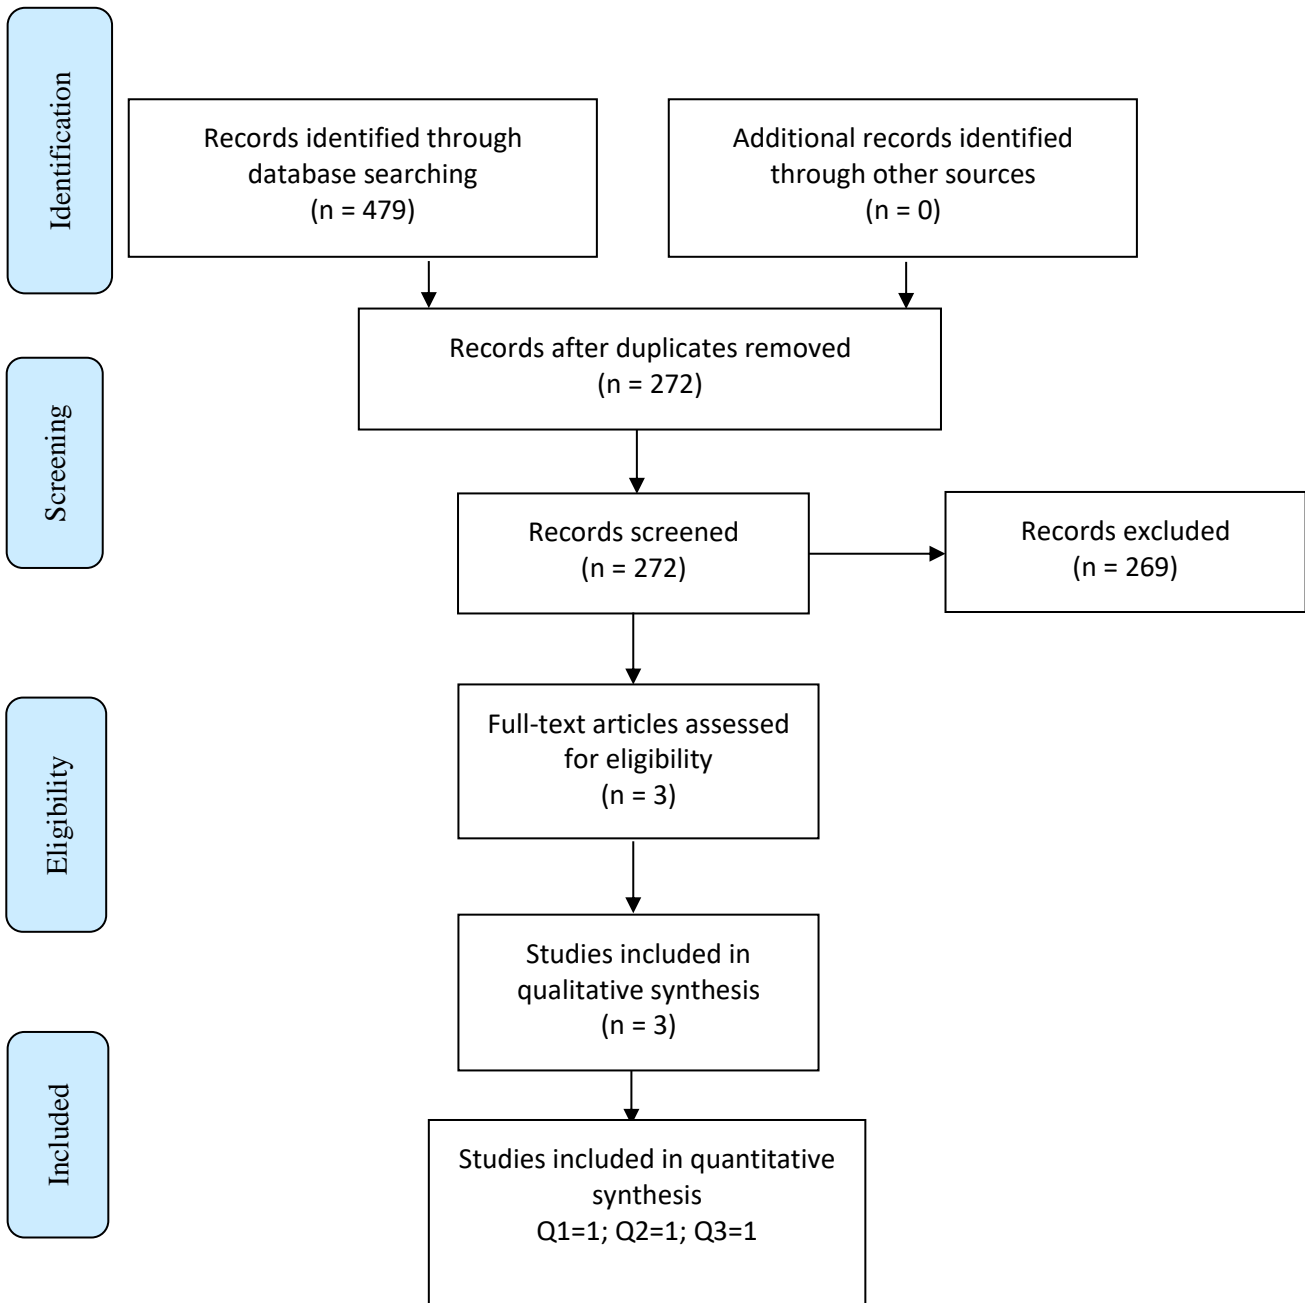 Identification
Records identified through
database searching
(n = 479)
Additional records identified
through other sources
(n = 0)
Records after duplicates removed
(n = 272)
Screening
Records screened
(n = 272)
Records excluded
(n = 269)
Eligibility
Full-text articles assessed
for eligibility
(n = 3)
Studies included in
qualitative synthesis
(n = 3)
Included
Studies included in quantitative
synthesis
Q1=1; Q2=1; Q3=1